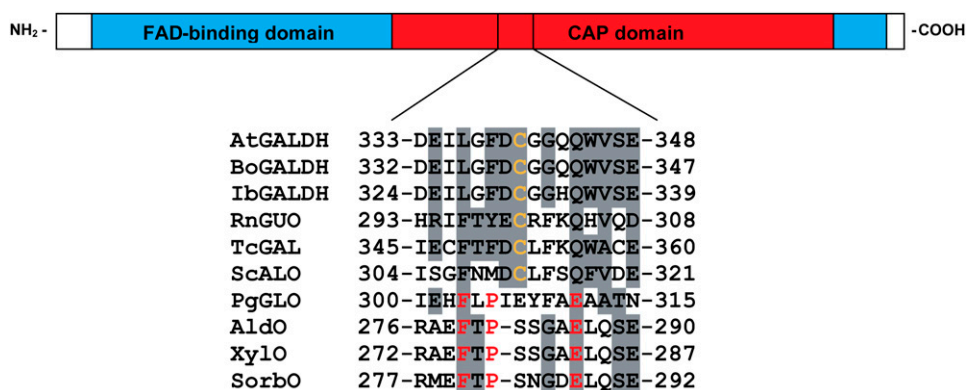 NH₂ - FAD-binding domain CAP domain -COOH
AtGALDH 333-DEILGFDCGGQQWVSE-348
BoGALDH 332-DEILGFDCGGQQWVSE-347
IbGALDH 324-DEILGFDCGGHQWVSE-339
RnGUO 293-HRIFTYECRFKQHVQD-308
TcGAL 345-IECFTFDCLFKQWACE-360
ScALO 304-ISGFNMDCLFSQFVDE-321
PgGLO 300-IEHFLPIEYFAEAATN-315
AldO 276-RAEFTP-SSGAELQSE-290
XylO 272-RAEFTP-SSGAELQSE-287
SorbO 277-RMEFTP-SNGDELQSE-292